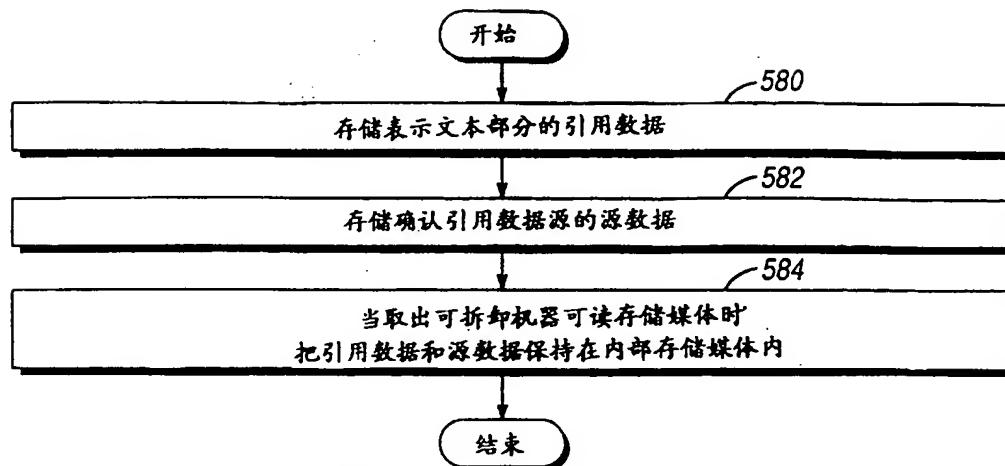 开始
580
存储表示文本部分的引用数据
582
存储确认引用数据源的源数据
584
当取出可拆卸机器可读存储媒体时
把引用数据和源数据保持在内部存储媒体内
结束